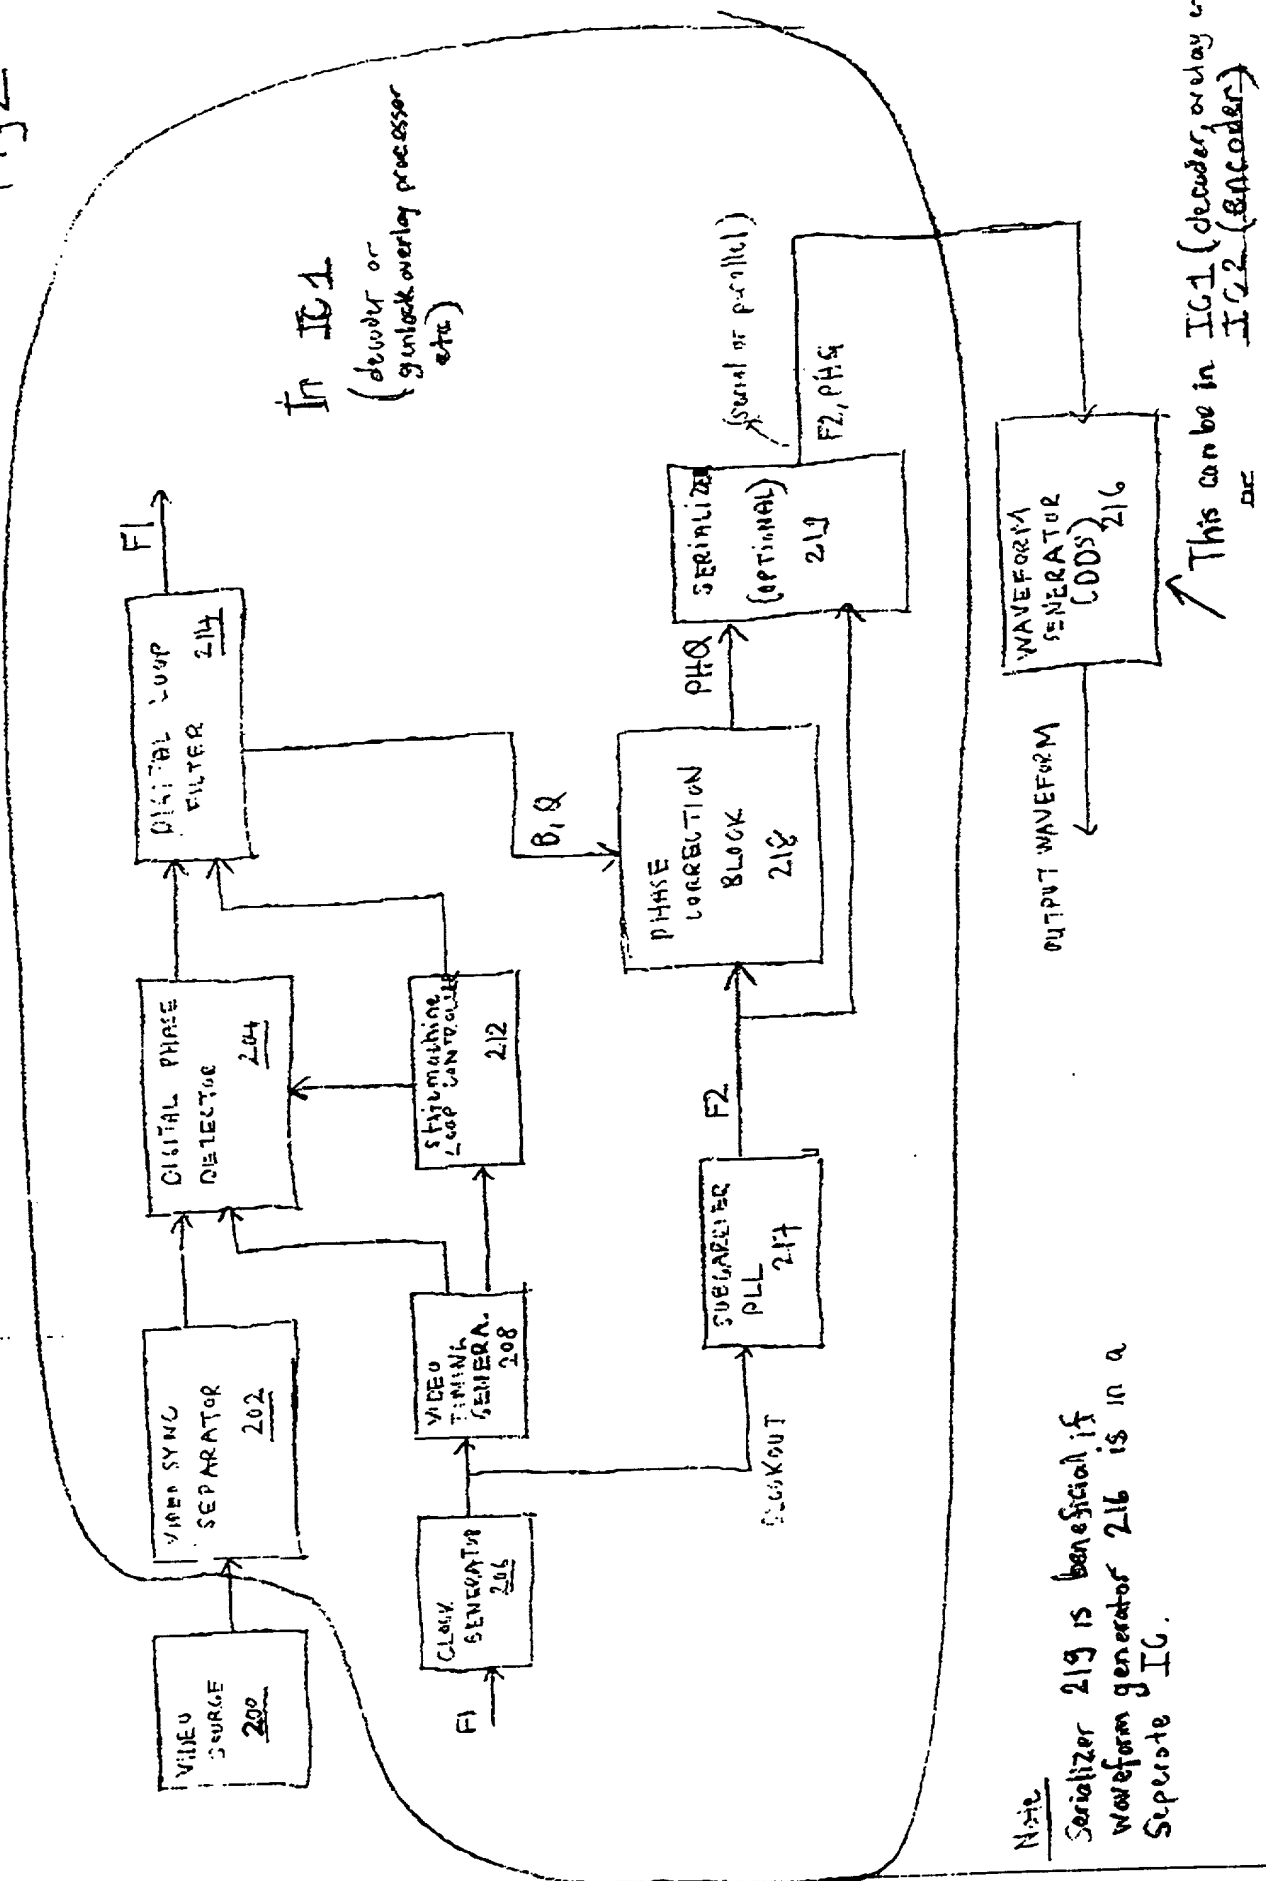 Fig 2
VIDEO
SOURCE
200
VIDEO SYNC
SEPARATOR
202
DIGITAL PHASE
DETECTOR
204
DIGITAL LOOP
FILTER
214
F1
In IC1
(decoder or
genlock overlay processor
etc)
F1
CLOCK
GENERATOR
206
VIDEO
TIMING
GENERA.
208
Statemachine
LOOP CONTROLLER
212
B, Q
CLOCKOUT
SUBCARRIER
PLL
217
F2
PHASE
CORRECTION
BLOCK
218
PHQ
SERIALIZER
(OPTIONAL)
219
F2, PHQ
(serial or parallel)
OUTPUT WAVEFORM
WAVEFORM
GENERATOR
(DDS)
216
This can be in IC1 (decoder, overlay
or IC2 (encoder)
Note
Serializer 219 is beneficial if
waveform generator 216 is in a
Seperate IC.